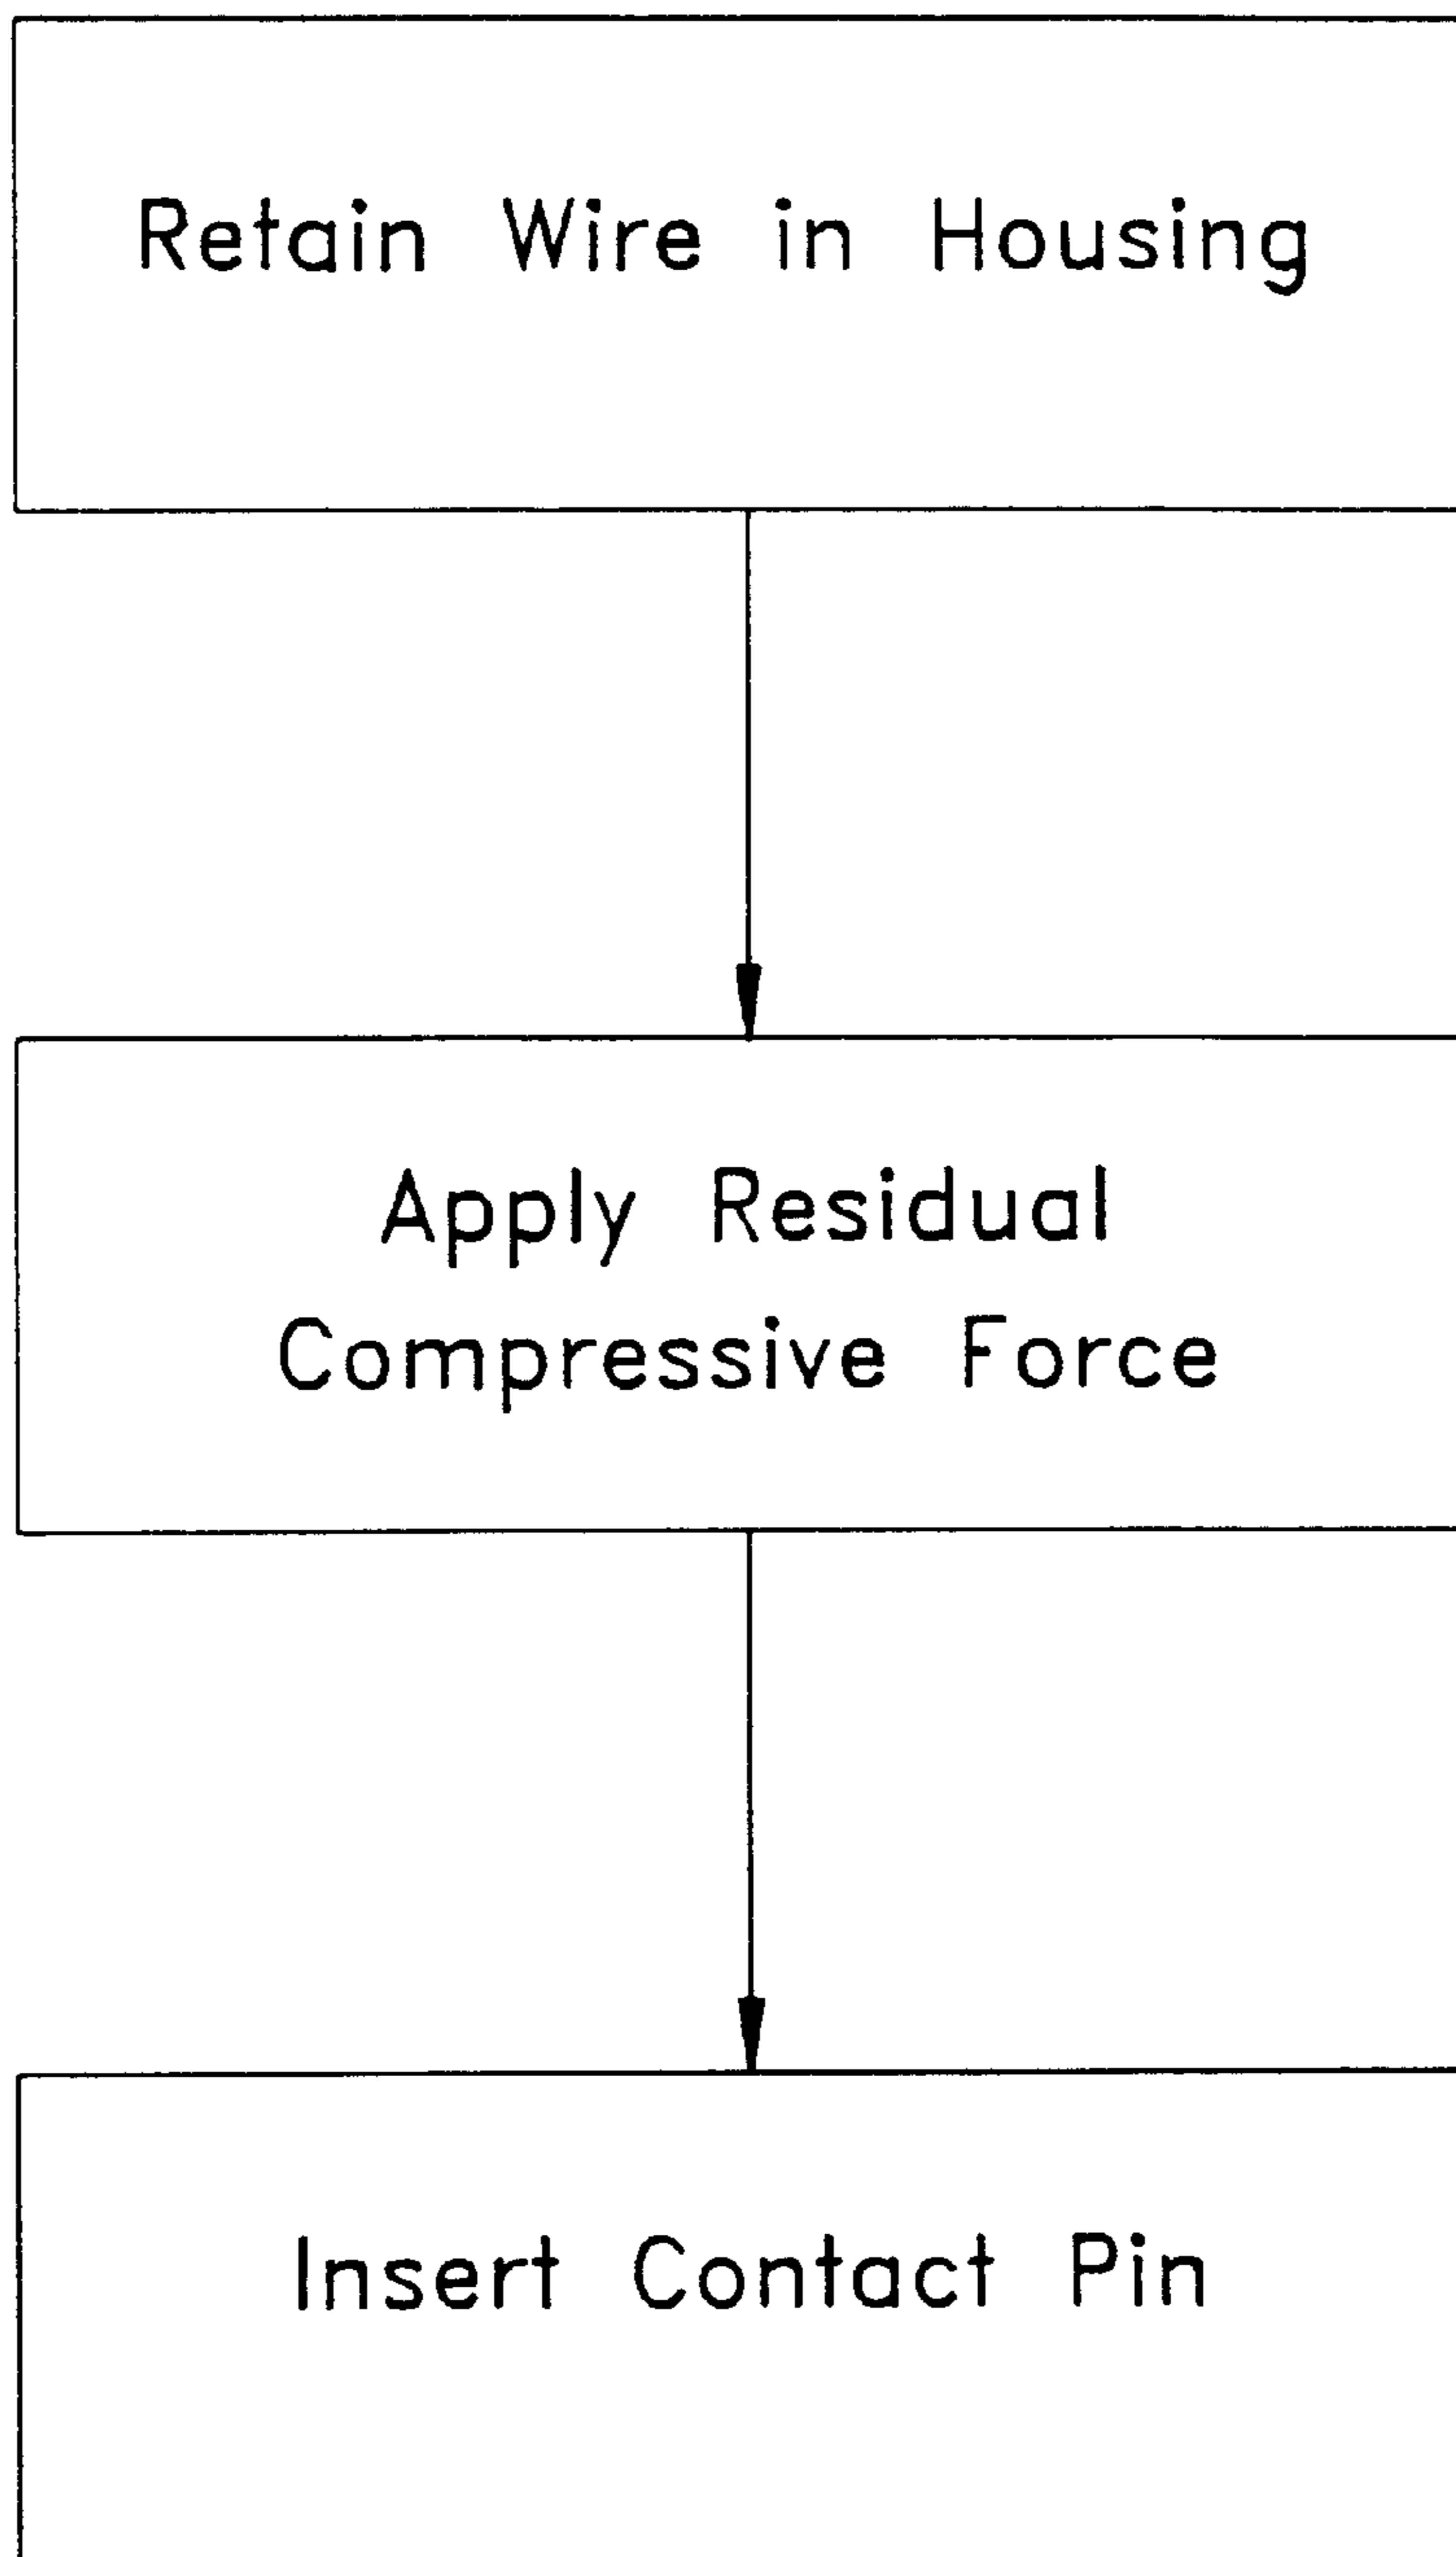 Retain Wire in Housing
Apply Residual
Compressive Force
Insert Contact Pin